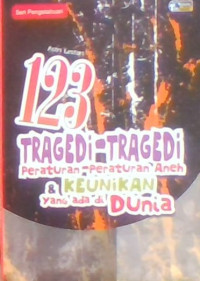 Seri Pengetahuan
123
TRAGEDI-TRAGEDI
Peraturan-Peraturan Aneh
& KEUNIKAN
Yang ada di Dunia